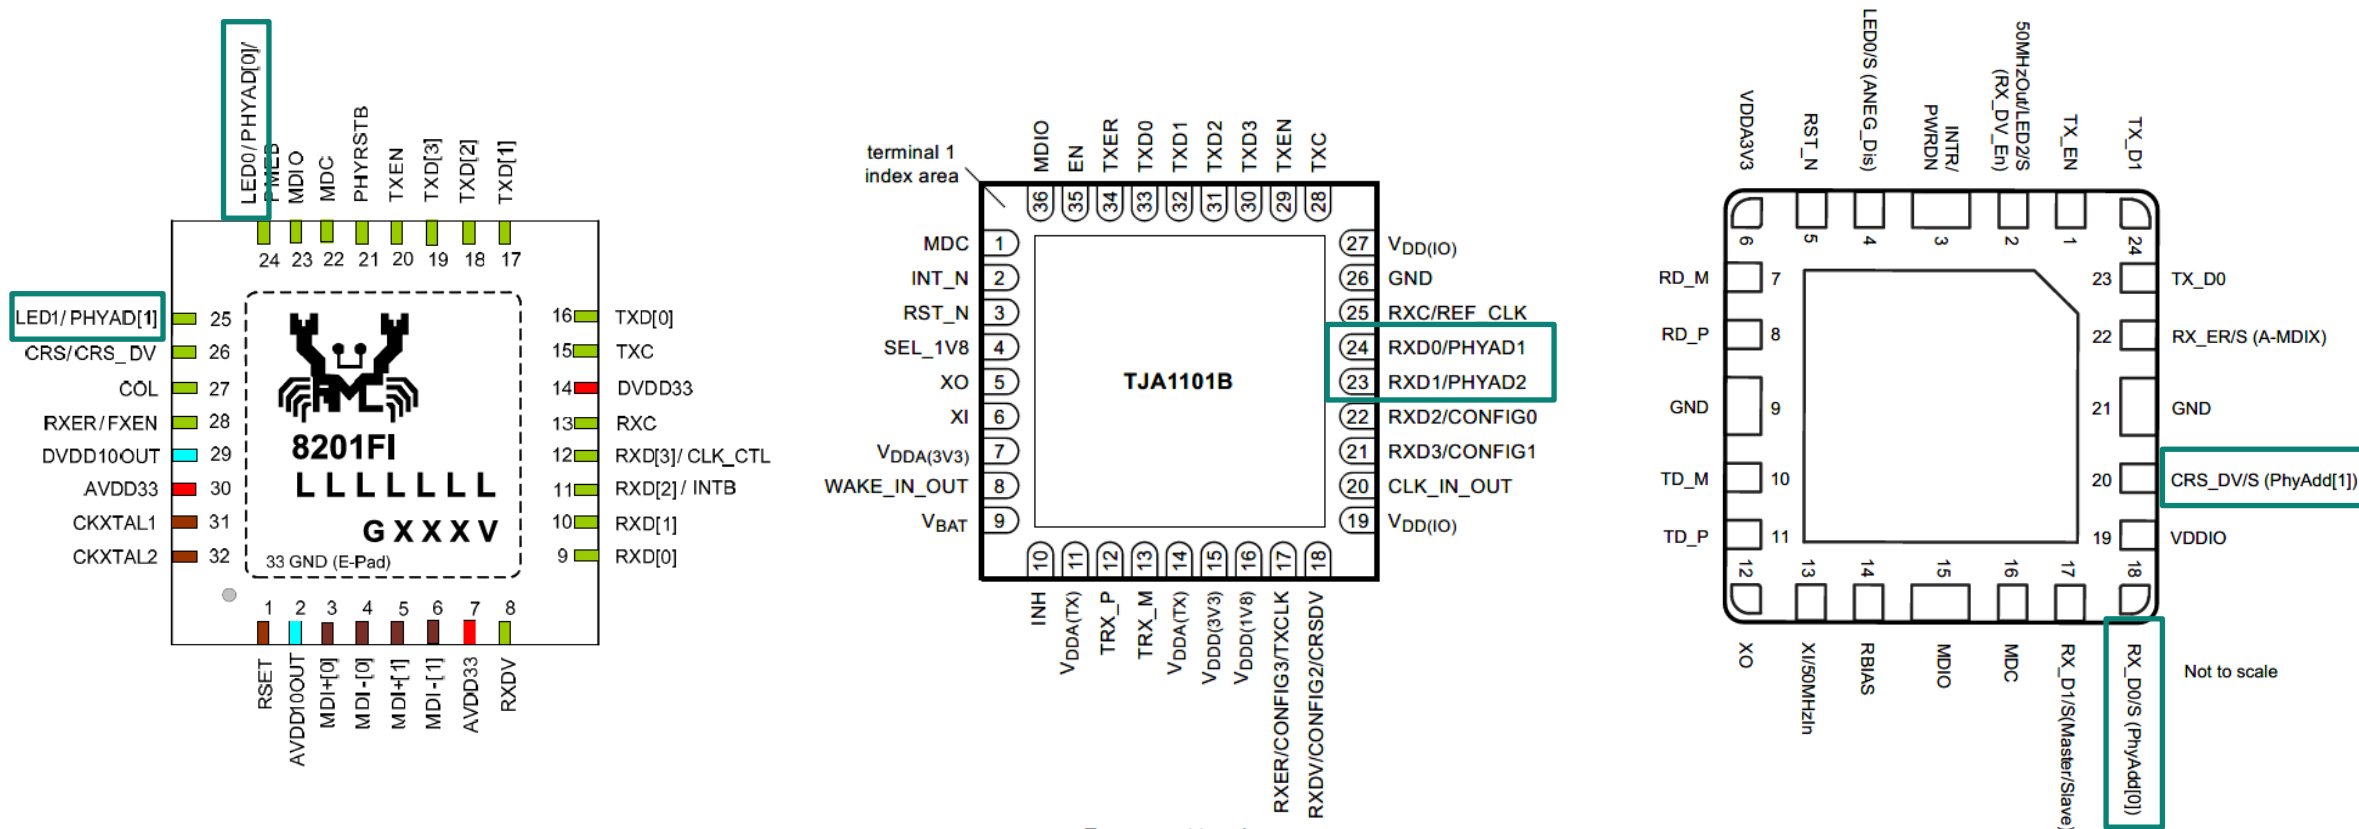 LED0/PHYAD[0]/
PMEB
MDIO
MDC
PHYRSTB
TXEN
TXD[3]
TXD[2]
TXD[1]
24 23 22 21 20 19 18 17
LED1/PHYAD[1] 25
CRS/CRS_DV 26
COL 27
RXER/FXEN 28
DVDD10OUT 29
AVDD33 30
CKXTAL1 31
CKXTAL2 32
16 TXD[0]
15 TXC
14 DVDD33
13 RXC
12 RXD[3]/CLK_CTL
11 RXD[2]/INTB
10 RXD[1]
9 RXD[0]
8201FI
LLLLLLL
GXXXV
33 GND (E-Pad)
1 2 3 4 5 6 7 8
RSET
AVDD10OUT
MDI+[0]
MDI-[0]
MDI+[1]
MDI-[1]
AVDD33
RXDV
terminal 1
index area
MDIO
EN
TXER
TXD0
TXD1
TXD2
TXD3
TXEN
TXC
36 35 34 33 32 31 30 29 28
MDC 1
INT_N 2
RST_N 3
SEL_1V8 4
XO 5
XI 6
VDDA(3V3) 7
WAKE_IN_OUT 8
VBAT 9
TJA1101B
27 VDD(IO)
26 GND
25 RXC/REF_CLK
24 RXD0/PHYAD1
23 RXD1/PHYAD2
22 RXD2/CONFIG0
21 RXD3/CONFIG1
20 CLK_IN_OUT
19 VDD(IO)
10 11 12 13 14 15 16 17 18
INH
VDDA(TX)
TRX_P
TRX_M
VDDA(TX)
VDDD(3V3)
VDDD(1V8)
RXER/CONFIG3/TXCLK
RXDV/CONFIG2/CRSDV
VDDA3V3
RST_N
LED0/S (ANEG_Dis)
INTR/
PWRDN
50MHzOut/LED2/S
(RX_DV_En)
TX_EN
TX_D1
6 5 4 3 2 1 24
RD_M 7
RD_P 8
GND 9
TD_M 10
TD_P 11
23 TX_D0
22 RX_ER/S (A-MDIX)
21 GND
20 CRS_DV/S (PhyAdd[1])
19 VDDIO
12 13 14 15 16 17 18
XO
XI/50MHzIn
RBIAS
MDIO
MDC
RX_D1/S(Master/Slave)
RX_D0/S (PhyAdd[0])
Not to scale